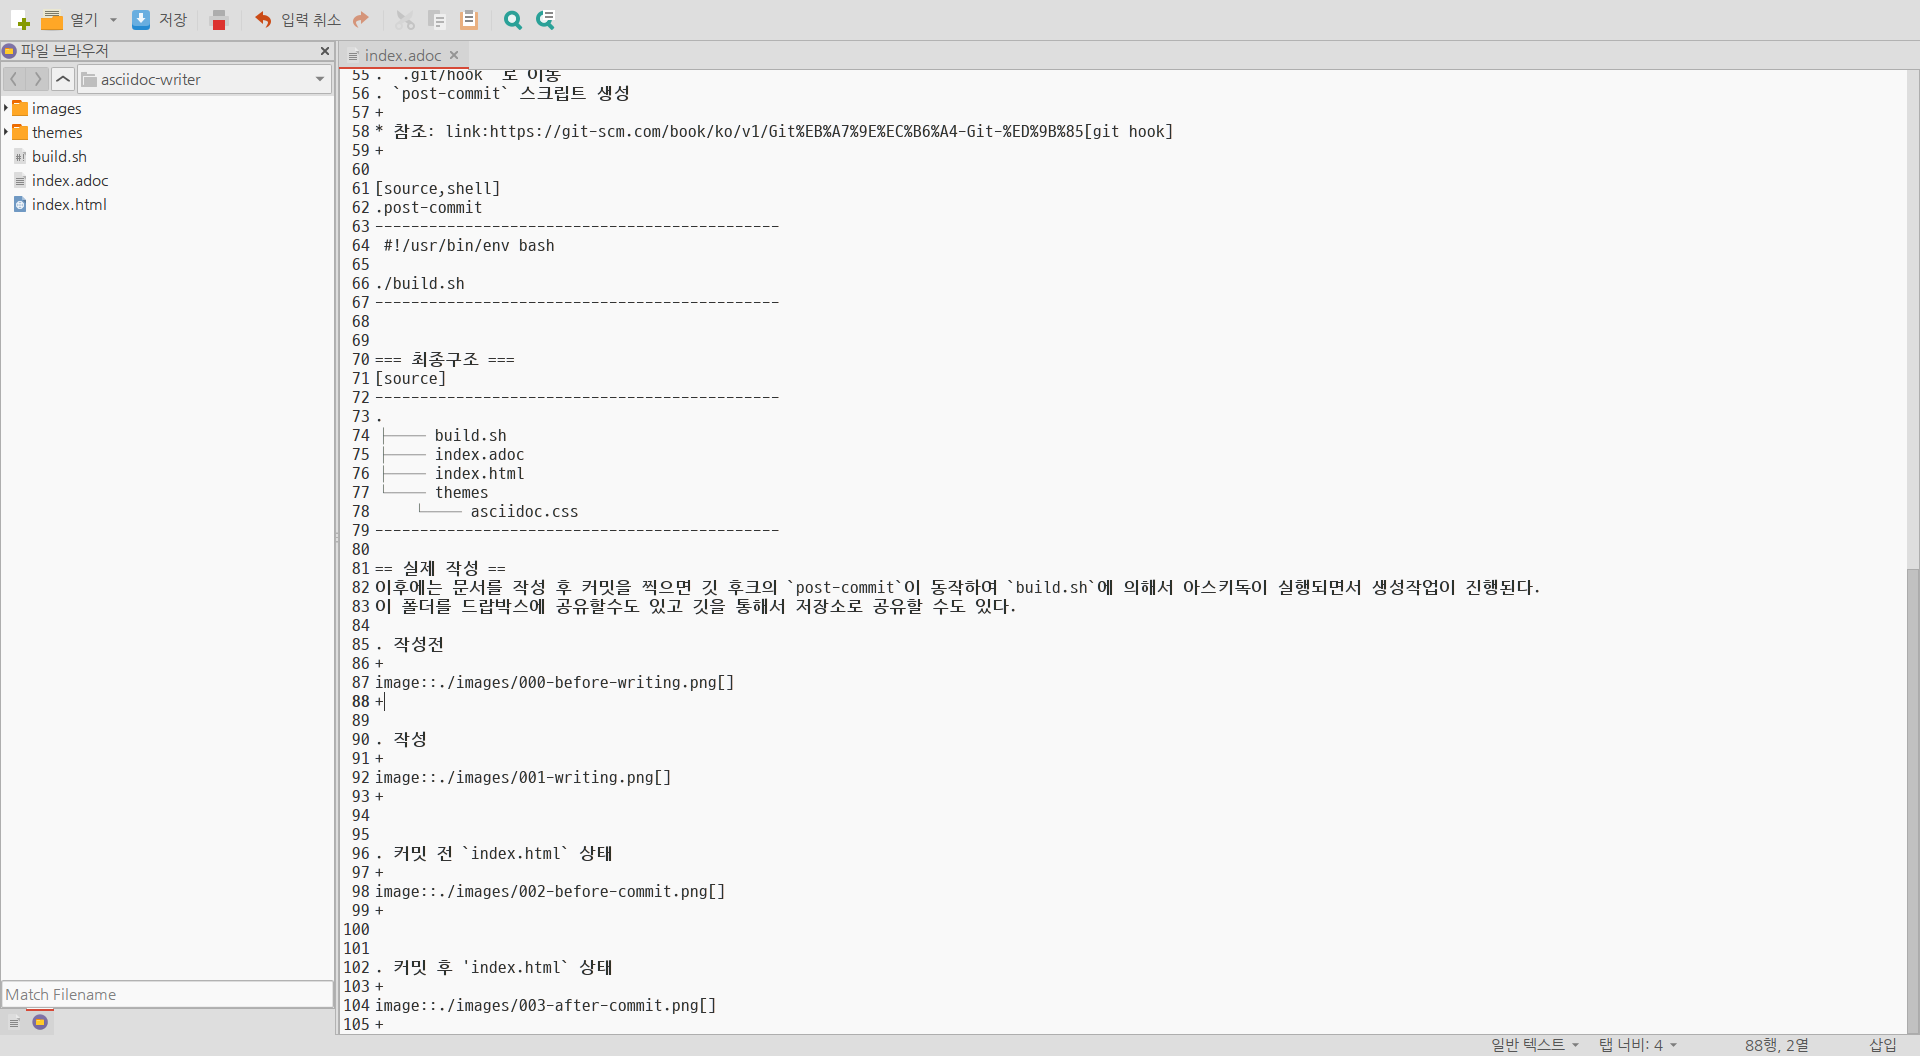 열기 저장 입력 취소
파일 브라우저
asciidoc-writer
images
themes
build.sh
index.adoc
index.html
Match Filename
index.adoc
55 . `.git/hook` 로 이동
56 . `post-commit` 스크립트 생성
57 +
58 * 참조: link:https://git-scm.com/book/ko/v1/Git%EB%A7%9E%EC%B6%A4-Git-%ED%9B%85[git hook]
59 +
60
61 [source,shell]
62 .post-commit
63 ---------------------------------------------
64  #!/usr/bin/env bash
65
66 ./build.sh
67 ---------------------------------------------
68
69
70 === 최종구조 ===
71 [source]
72 ---------------------------------------------
73 .
74 ├── build.sh
75 ├── index.adoc
76 ├── index.html
77 └── themes
78     └── asciidoc.css
79 ---------------------------------------------
80
81 == 실제 작성 ==
82 이후에는 문서를 작성 후 커밋을 찍으면 깃 후크의 `post-commit`이 동작하여 `build.sh`에 의해서 아스키독이 실행되면서 생성작업이 진행된다.
83 이 폴더를 드랍박스에 공유할수도 있고 깃을 통해서 저장소로 공유할 수도 있다.
84
85 . 작성전
86 +
87 image::./images/000-before-writing.png[]
88 +
89
90 . 작성
91 +
92 image::./images/001-writing.png[]
93 +
94
95
96 . 커밋 전 `index.html` 상태
97 +
98 image::./images/002-before-commit.png[]
99 +
100
101
102 . 커밋 후 'index.html` 상태
103 +
104 image::./images/003-after-commit.png[]
105 +
일반 텍스트 탭 너비: 4 88행, 2열 삽입